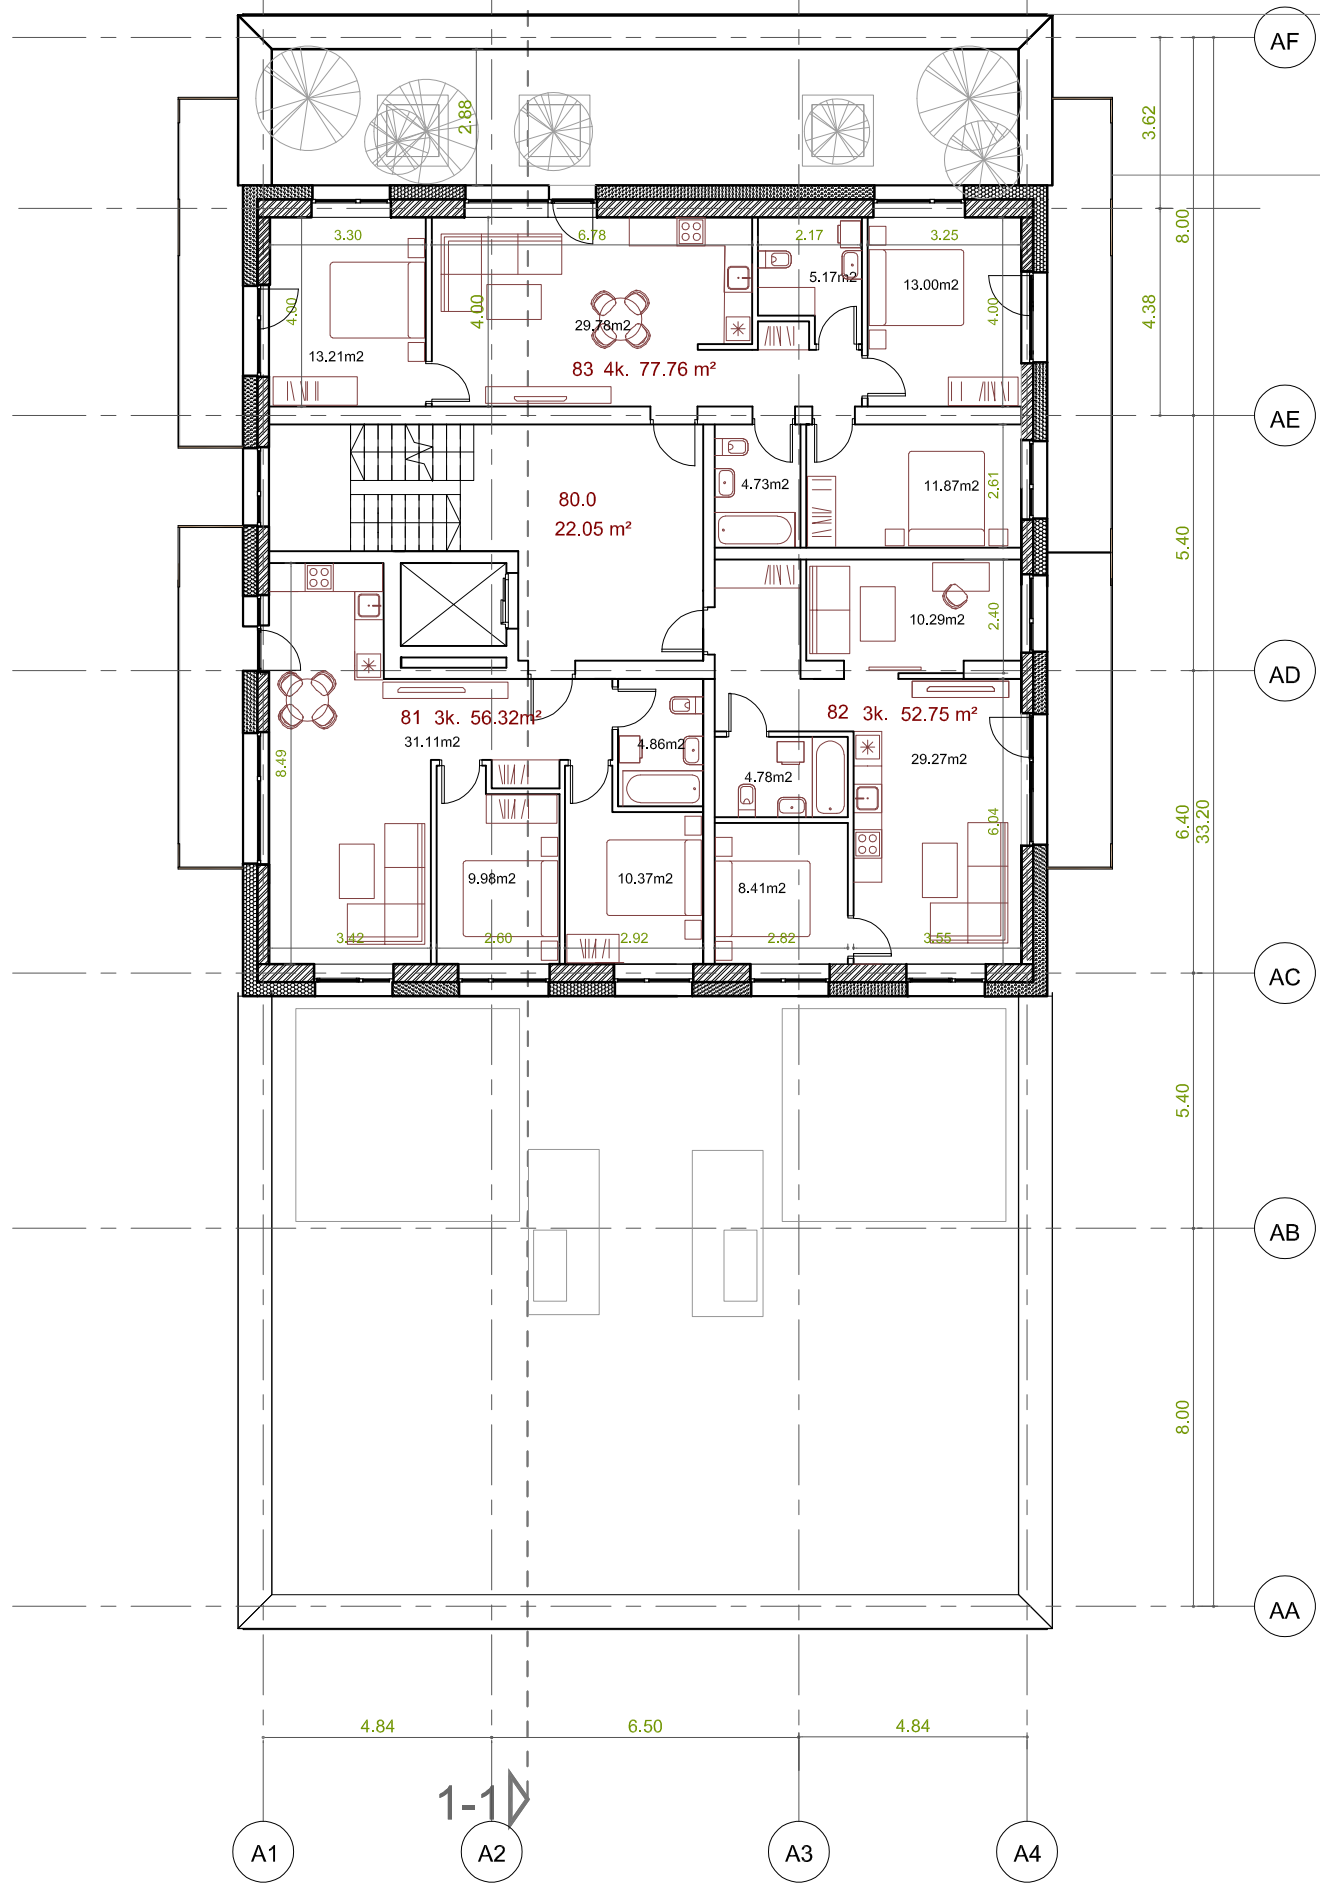 AF
2.88
3.62
8.00
3.30
6.78
2.17
3.25
5.17m2
13.00m2
4.00
4.00
4.00
29.78m2
13.21m2
4.38
83 4k. 77.76 m²
AE
4.73m2
11.87m2
2.61
80.0
22.05 m²
5.40
10.29m2
2.40
AD
81 3k. 56.32m²
82 3k. 52.75 m²
31.11m2
4.86m2
8.49
4.78m2
29.27m2
6.04
6.40
33.20
9.98m2
10.37m2
8.41m2
3.42
2.60
2.92
2.82
3.55
AC
5.40
AB
8.00
AA
4.84
6.50
4.84
1-1
A1
A2
A3
A4